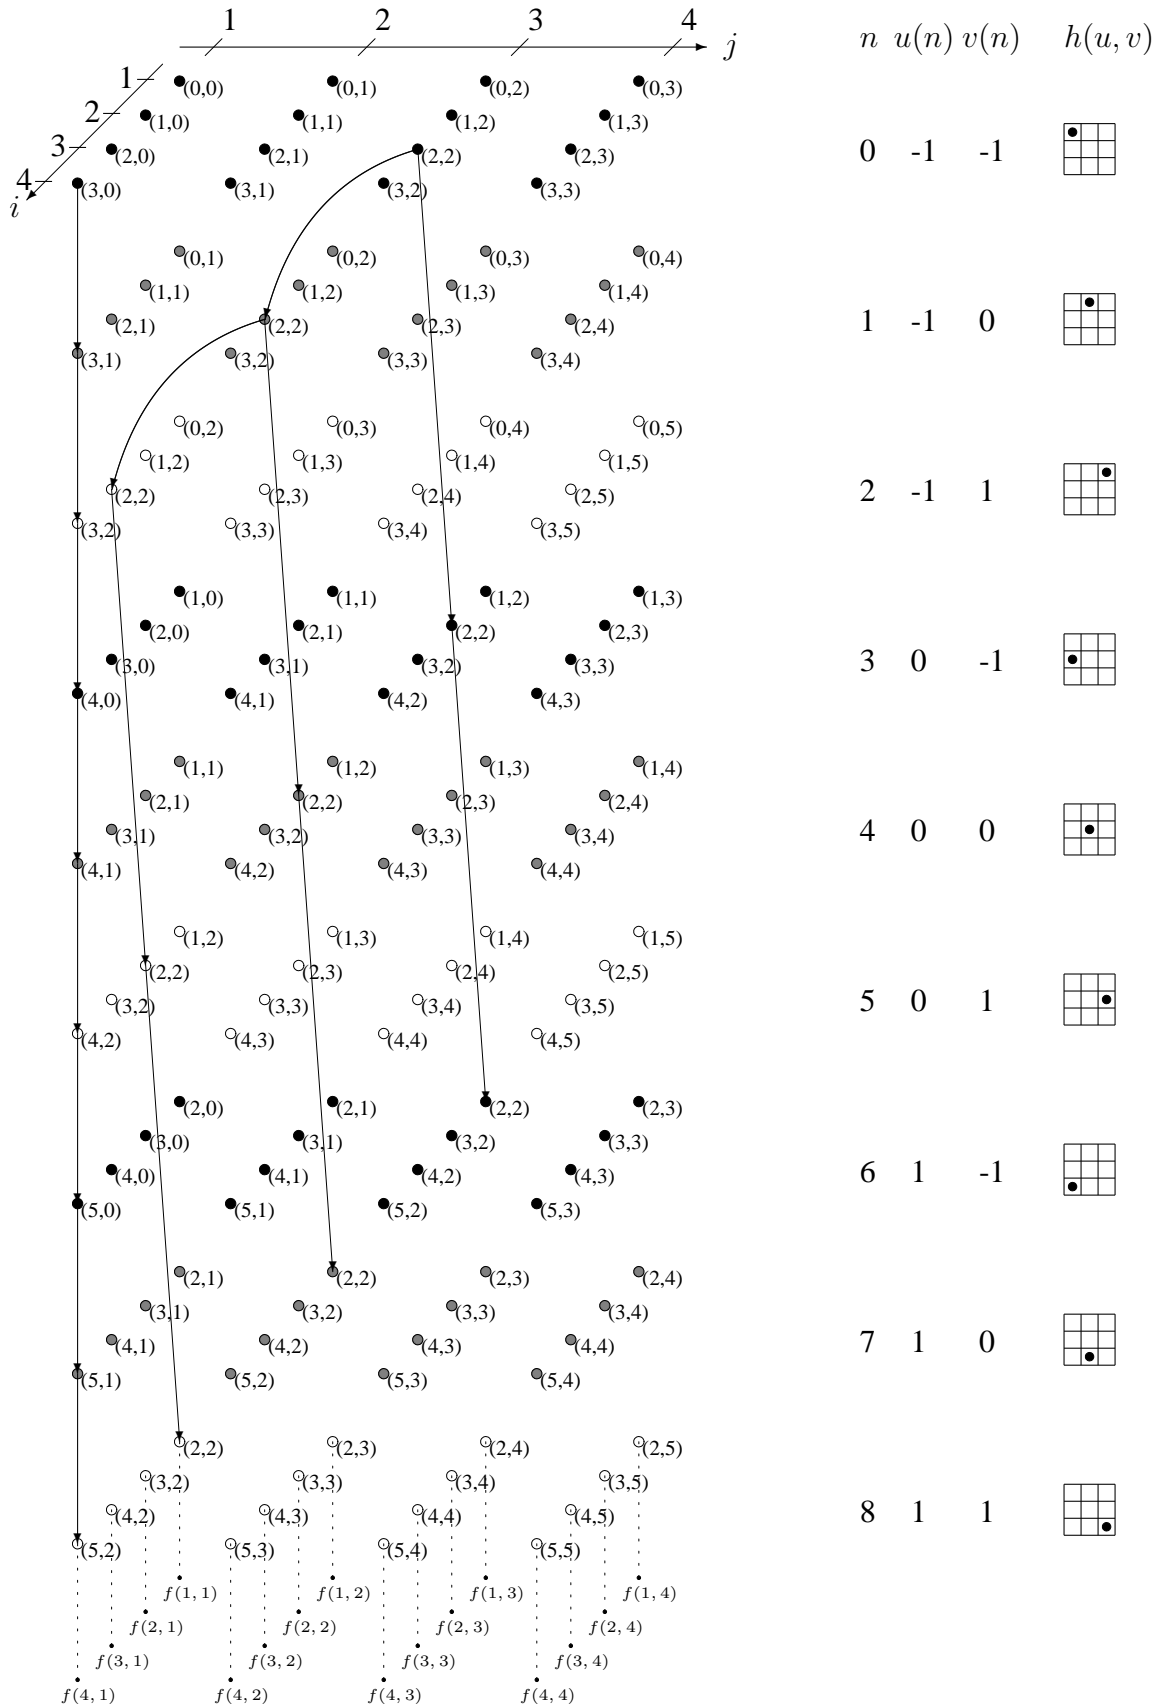 1 2 3 4
j n u(n) v(n) h(u, v)
1 (0,0) (0,1) (0,2) (0,3)
2 (1,0) (1,1) (1,2) (1,3)
3 (2,0) (2,1) (2,2) (2,3) 0 -1 -1
4 (3,0) (3,1) (3,2) (3,3)
i
(0,1) (0,2) (0,3) (0,4)
(1,1) (1,2) (1,3) (1,4)
(2,1) (2,2) (2,3) (2,4) 1 -1 0
(3,1) (3,2) (3,3) (3,4)
(0,2) (0,3) (0,4) (0,5)
(1,2) (1,3) (1,4) (1,5)
(2,2) (2,3) (2,4) (2,5) 2 -1 1
(3,2) (3,3) (3,4) (3,5)
(1,0) (1,1) (1,2) (1,3)
(2,0) (2,1) (2,2) (2,3)
(3,0) (3,1) (3,2) (3,3) 3 0 -1
(4,0) (4,1) (4,2) (4,3)
(1,1) (1,2) (1,3) (1,4)
(2,1) (2,2) (2,3) (2,4)
(3,1) (3,2) (3,3) (3,4) 4 0 0
(4,1) (4,2) (4,3) (4,4)
(1,2) (1,3) (1,4) (1,5)
(2,2) (2,3) (2,4) (2,5)
(3,2) (3,3) (3,4) (3,5) 5 0 1
(4,2) (4,3) (4,4) (4,5)
(2,0) (2,1) (2,2) (2,3)
(3,0) (3,1) (3,2) (3,3)
(4,0) (4,1) (4,2) (4,3) 6 1 -1
(5,0) (5,1) (5,2) (5,3)
(2,1) (2,2) (2,3) (2,4)
(3,1) (3,2) (3,3) (3,4)
(4,1) (4,2) (4,3) (4,4) 7 1 0
(5,1) (5,2) (5,3) (5,4)
(2,2) (2,3) (2,4) (2,5)
(3,2) (3,3) (3,4) (3,5)
(4,2) (4,3) (4,4) (4,5) 8 1 1
(5,2) (5,3) (5,4) (5,5)
f(1, 1) f(1, 2) f(1, 3) f(1, 4)
f(2, 1) f(2, 2) f(2, 3) f(2, 4)
f(3, 1) f(3, 2) f(3, 3) f(3, 4)
f(4, 1) f(4, 2) f(4, 3) f(4, 4)